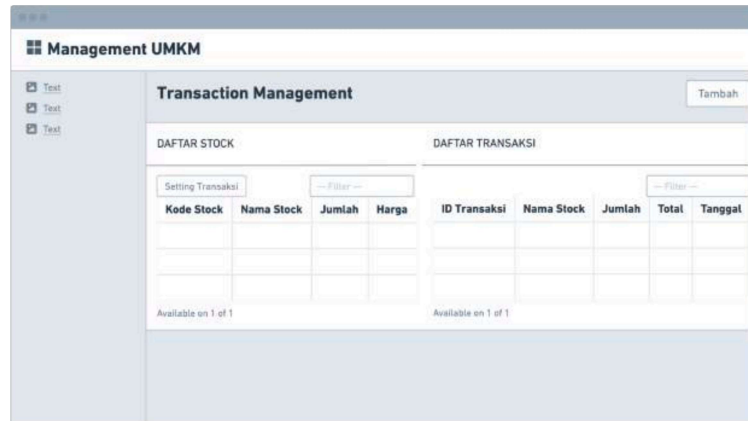 Management UMKM
Text
Text
Text
Transaction Management
Tambah
DAFTAR STOCK
Setting Transaksi
-- Filter --
Kode Stock Nama Stock Jumlah Harga
Available on 1 of 1
DAFTAR TRANSAKSI
-- Filter --
ID Transaksi Nama Stock Jumlah Total Tanggal
Available on 1 of 1